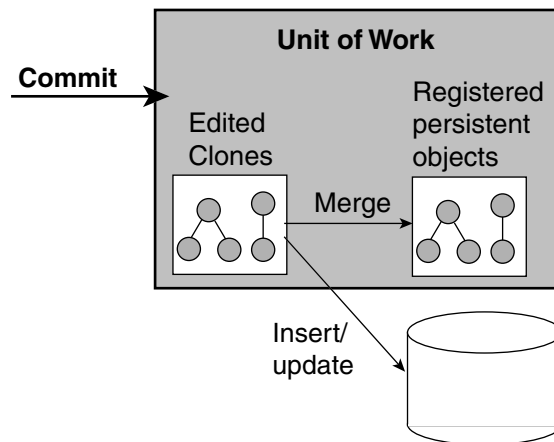 Unit of Work
Commit
Edited
Clones
Registered
persistent
objects
Merge
Insert/
update